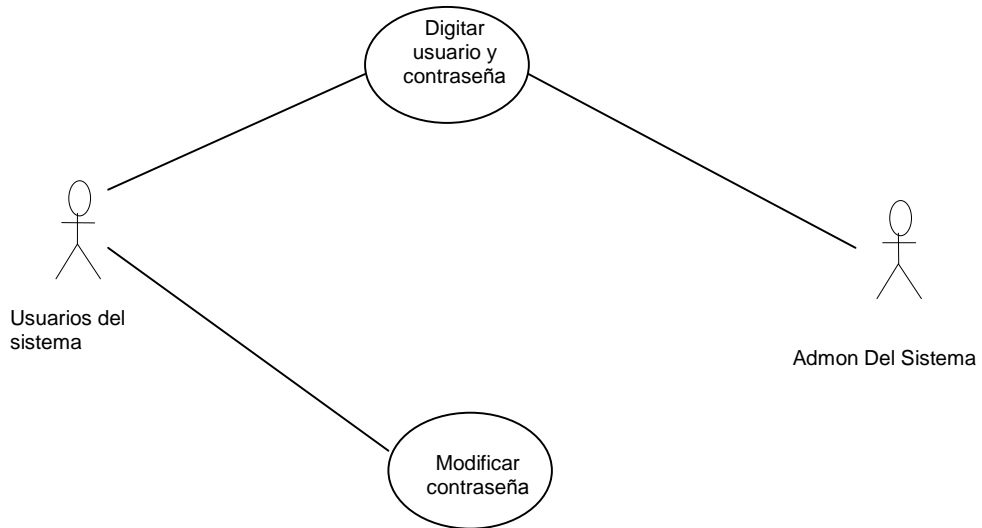 Digitar
usuario y
contraseña
Usuarios del
sistema
Admon Del Sistema
Modificar
contraseña